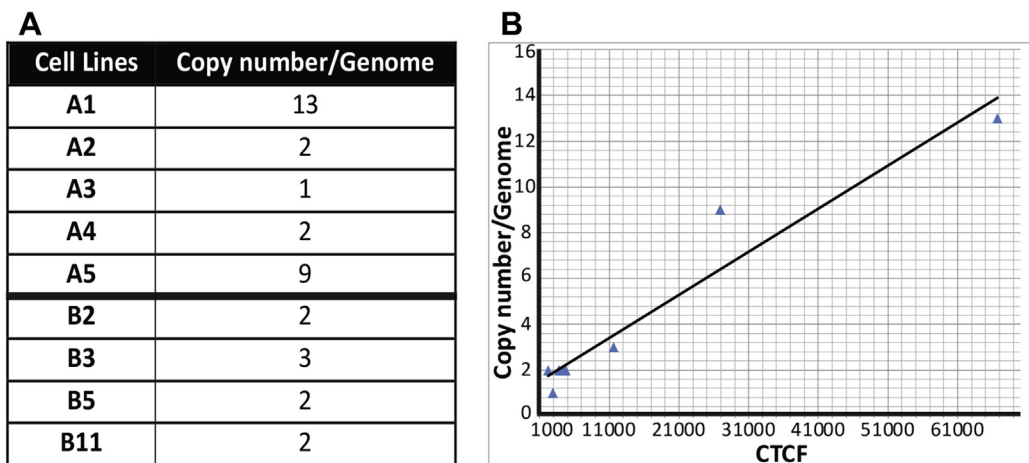 A
Cell Lines Copy number/Genome
A1 13
A2 2
A3 1
A4 2
A5 9
B2 2
B3 3
B5 2
B11 2
B
Copy number/Genome
16
14
12
10
8
6
4
2
0
1000 11000 21000 31000 41000 51000 61000
CTCF